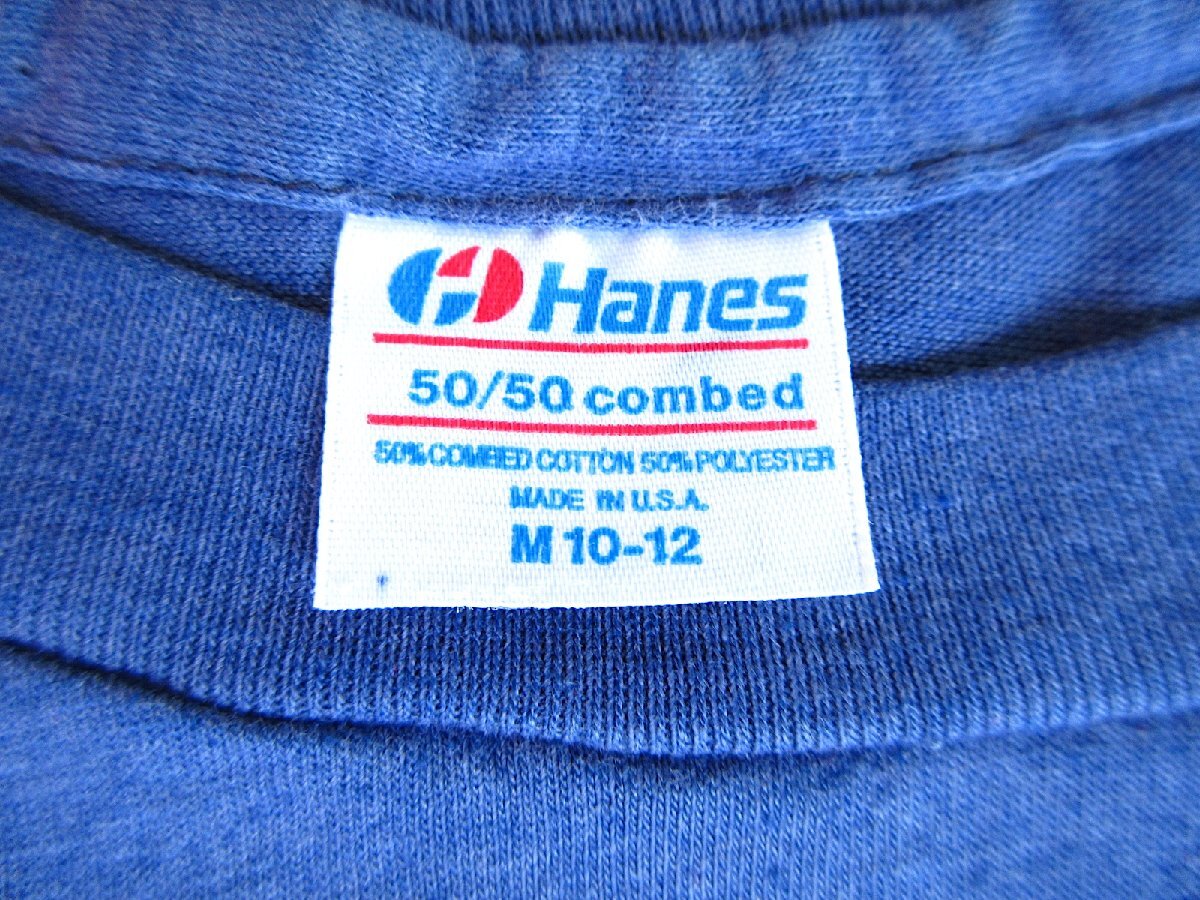 Hanes
50/50 combed
50% COMBED COTTON 50% POLYESTER
MADE IN U.S.A.
M 10-12